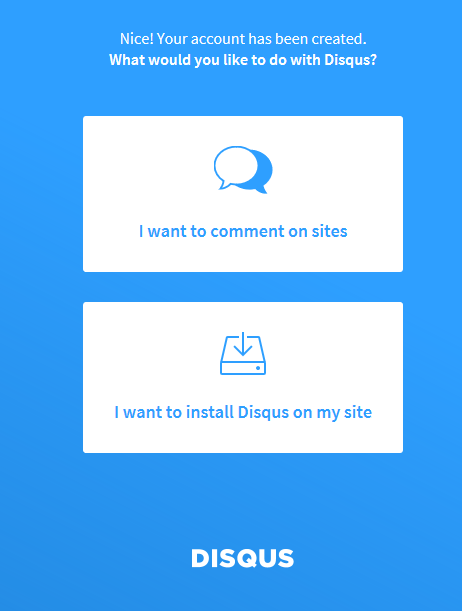 Nice! Your account has been created.
What would you like to do with Disqus?
I want to comment on sites
I want to install Disqus on my site
DISQUS